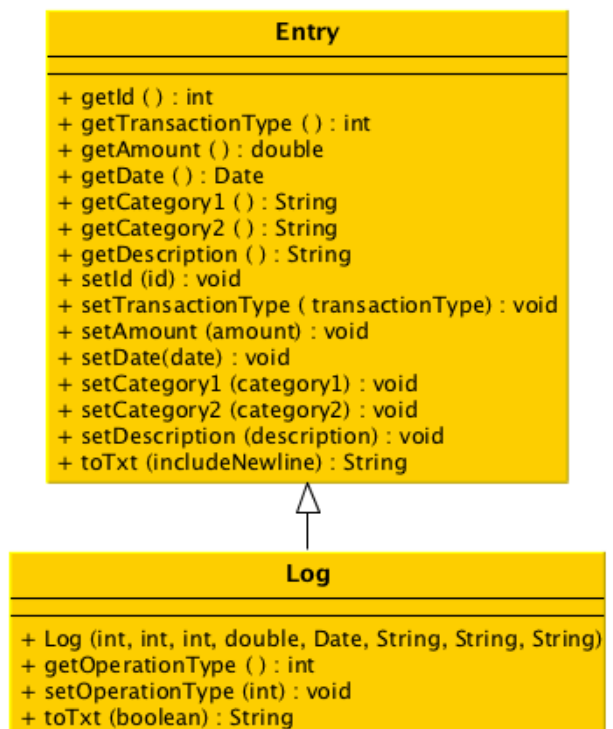 Entry
+ getId ( ) : int
+ getTransactionType ( ) : int
+ getAmount ( ) : double
+ getDate ( ) : Date
+ getCategory1 ( ) : String
+ getCategory2 ( ) : String
+ getDescription ( ) : String
+ setId (id) : void
+ setTransactionType ( transactionType) : void
+ setAmount (amount) : void
+ setDate(date) : void
+ setCategory1 (category1) : void
+ setCategory2 (category2) : void
+ setDescription (description) : void
+ toTxt (includeNewline) : String
Log
+ Log (int, int, int, double, Date, String, String, String)
+ getOperationType ( ) : int
+ setOperationType (int) : void
+ toTxt (boolean) : String